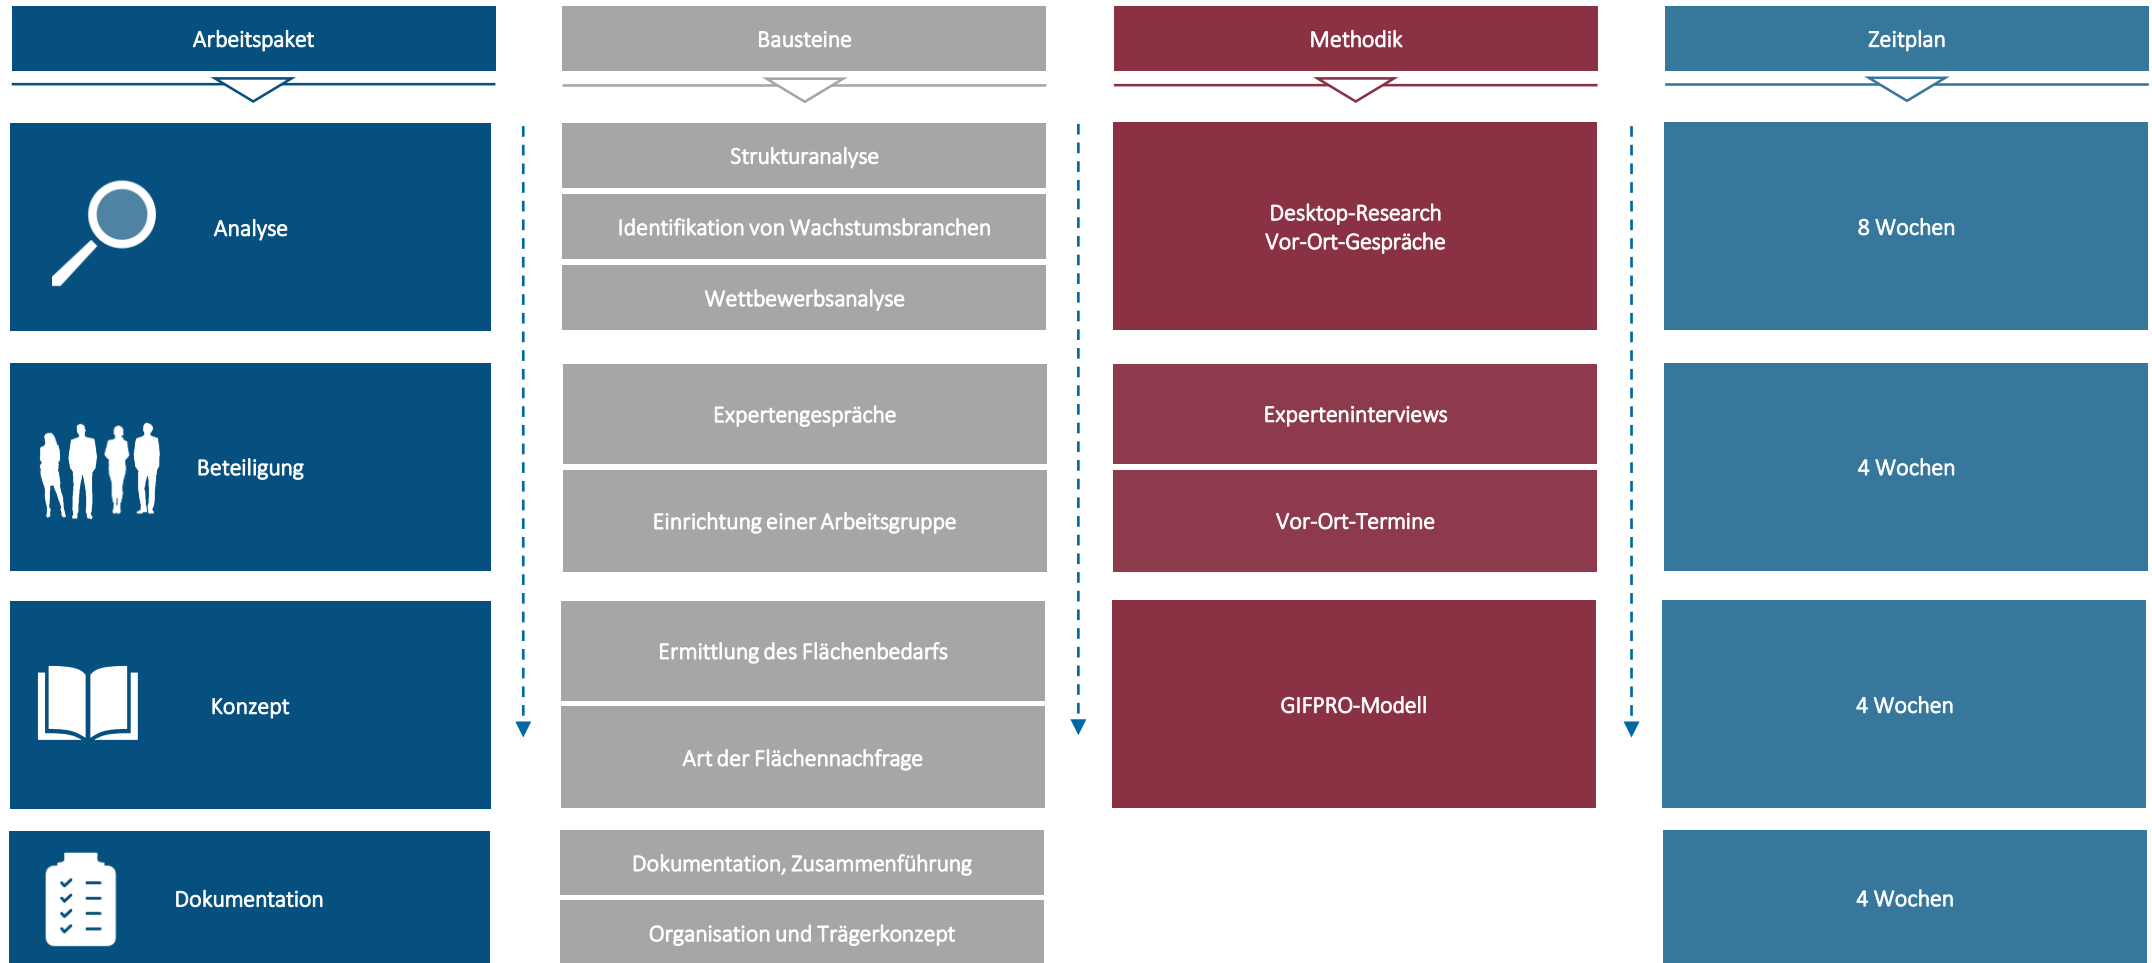 Arbeitspaket
Bausteine
Methodik
Zeitplan
Analyse
Strukturanalyse
Identifikation von Wachstumsbranchen
Wettbewerbsanalyse
Desktop-Research
Vor-Ort-Gespräche
8 Wochen
Beteiligung
Expertengespräche
Einrichtung einer Arbeitsgruppe
Experteninterviews
Vor-Ort-Termine
4 Wochen
Konzept
Ermittlung des Flächenbedarfs
Art der Flächennachfrage
GIFPRO-Modell
4 Wochen
Dokumentation
Dokumentation, Zusammenführung
Organisation und Trägerkonzept
4 Wochen